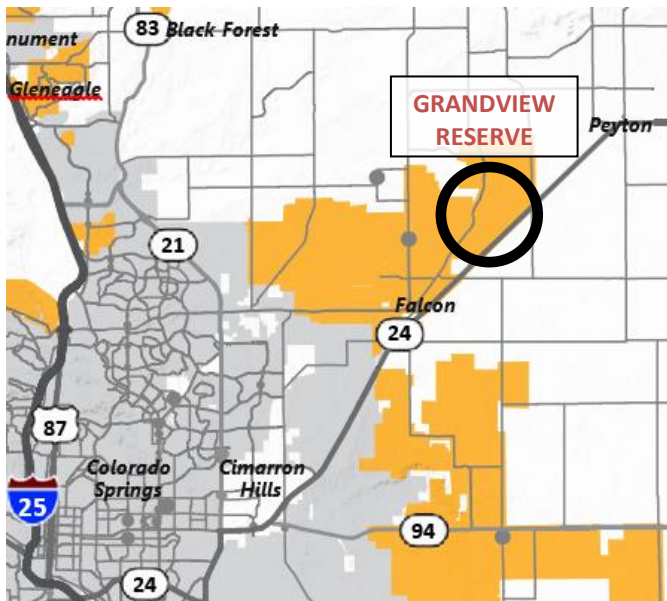 83
Black Forest
nument
Gleneagle
GRANDVIEW
RESERVE
Peyton
21
Falcon
24
87
Colorado
Springs
Cimarron
Hills
25
94
24